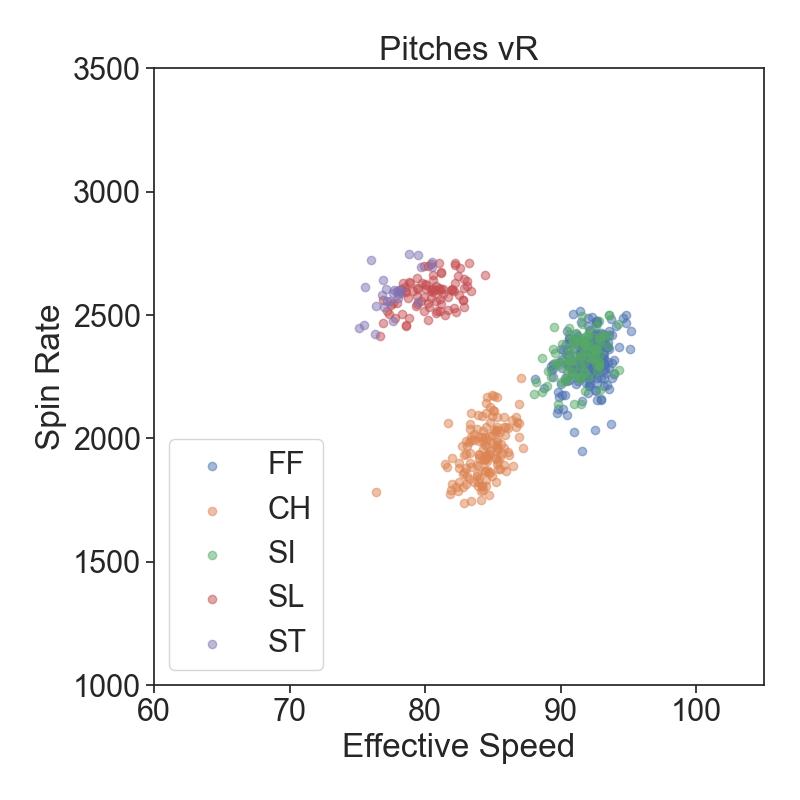 Pitches vR
3500
3000
2500
2000
1500
1000
Spin Rate
FF
CH
SI
SL
ST
60 70 80 90 100
Effective Speed